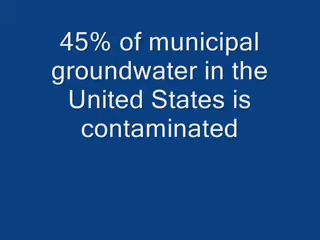 45% of municipal
groundwater in the
United States is
contaminated